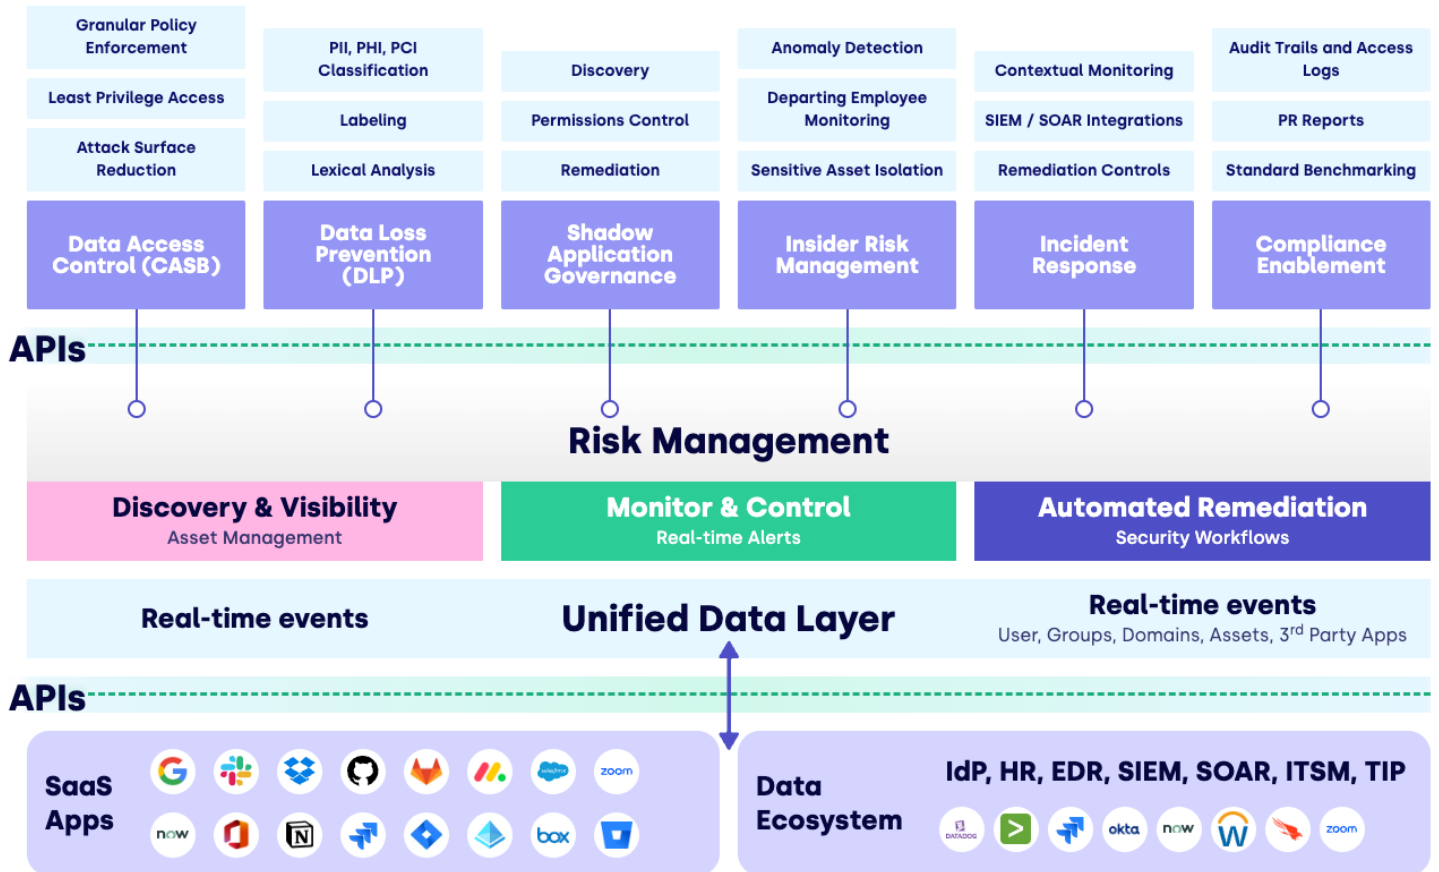 Granular Policy
Enforcement
Least Privilege Access
Attack Surface
Reduction
Data Access
Control (CASB)
PII, PHI, PCI
Classification
Labeling
Lexical Analysis
Data Loss
Prevention
(DLP)
Discovery
Permissions Control
Remediation
Shadow
Application
Governance
Anomaly Detection
Departing Employee
Monitoring
Sensitive Asset Isolation
Insider Risk
Management
Contextual Monitoring
SIEM / SOAR Integrations
Remediation Controls
Incident
Response
Audit Trails and Access
Logs
PR Reports
Standard Benchmarking
Compliance
Enablement
APIs
Risk Management
Discovery & Visibility
Asset Management
Monitor & Control
Real-time Alerts
Automated Remediation
Security Workflows
Real-time events
Unified Data Layer
Real-time events
User, Groups, Domains, Assets, 3rd Party Apps
APIs
SaaS
Apps
salesforce
zoom
now
box
Data
Ecosystem
IdP, HR, EDR, SIEM, SOAR, ITSM, TIP
DATADOG
okta
now
zoom